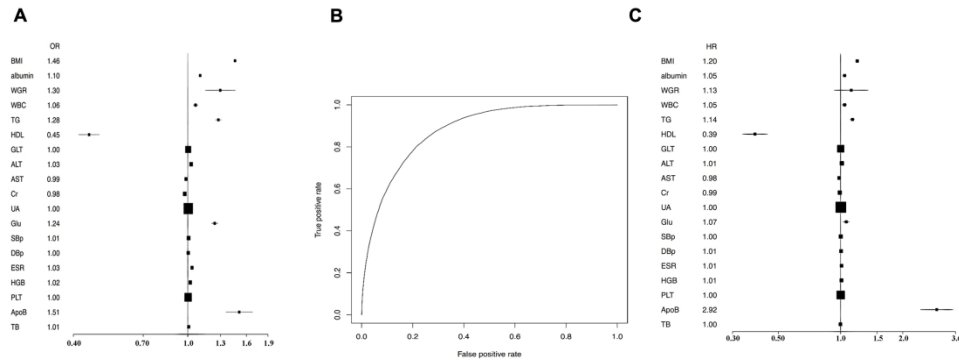 A
OR
BMI 1.46
albumin 1.10
WGR 1.30
WBC 1.06
TG 1.28
HDL 0.45
GLT 1.00
ALT 1.03
AST 0.99
Cr 0.98
UA 1.00
Glu 1.24
SBp 1.01
DBp 1.00
ESR 1.03
HGB 1.02
PLT 1.00
ApoB 1.51
TB 1.01
0.40 0.70 1.00 1.3 1.9
B
True positive rate
0.0 0.2 0.4 0.6 0.8 1.0
0.0 0.2 0.4 0.6 0.8 1.0
False positive rate
C
HR
BMI 1.20
albumin 1.05
WGR 1.13
WBC 1.05
TG 1.14
HDL 0.39
GLT 1.00
ALT 1.01
AST 0.98
Cr 0.99
UA 1.00
Glu 1.07
SBp 1.00
DBp 1.01
ESR 1.01
HGB 1.01
PLT 1.00
ApoB 2.92
TB 1.00
0.30 0.50 1.0 1.5 2.0 3.0